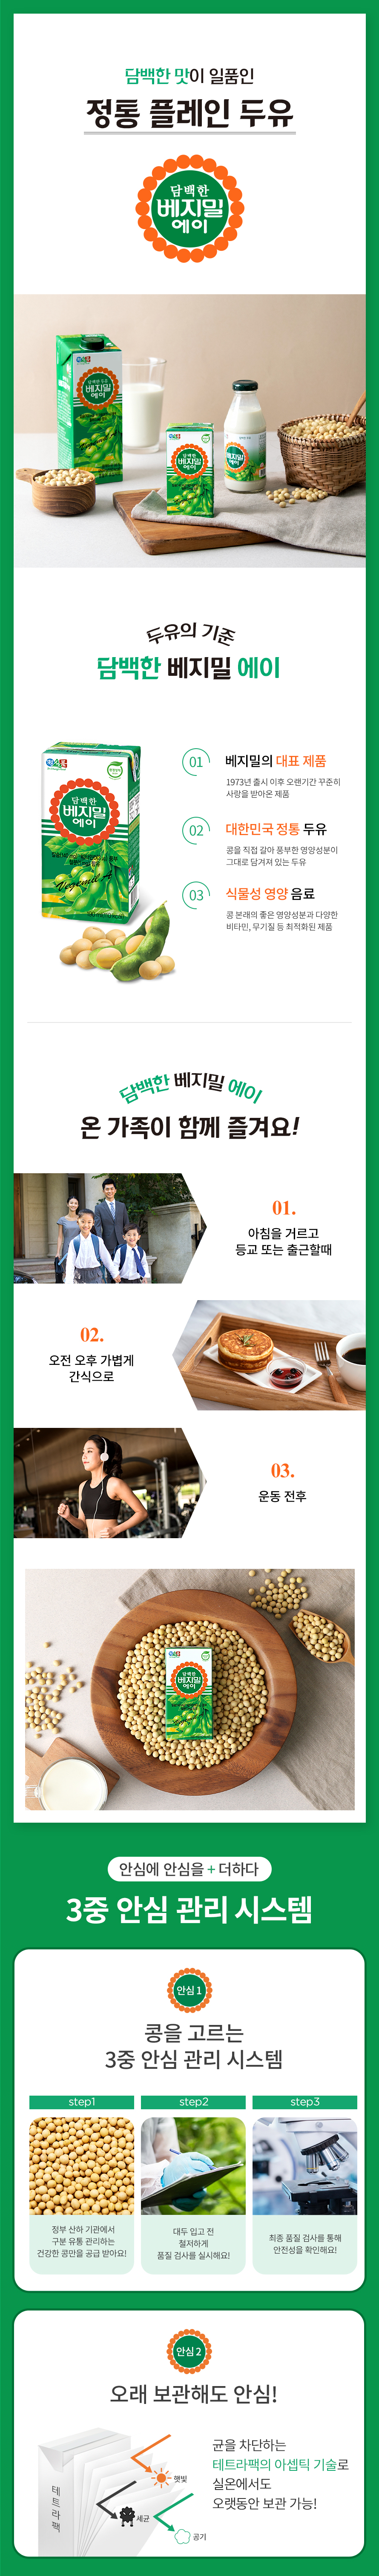 담백한 맛이 일품인
정통 플레인 두유
담백한
베지밀
에이
두유의 기준
담백한 베지밀 에이
담백한
베지밀
에이
Vegemil A
01
베지밀의 대표 제품
1973년 출시 이후 오랜기간 꾸준히
사랑을 받아온 제품
02
대한민국 정통 두유
콩을 직접 갈아 풍부한 영양성분이
그대로 담겨져 있는 두유
03
식물성 영양 음료
콩 본래의 좋은 영양성분과 다양한
비타민, 무기질 등 최적화된 제품
담백한 베지밀 에이
온 가족이 함께 즐겨요!
01.
아침을 거르고
등교 또는 출근할때
02.
오전 오후 가볍게
간식으로
03.
운동 전후
담백한
베지밀
에이
안심에 안심을 + 더하다
3중 안심 관리 시스템
안심 1
콩을 고르는
3중 안심 관리 시스템
step1
step2
step3
정부 산하 기관에서
구분 유통 관리하는
건강한 콩만을 공급 받아요!
대두 입고 전
철저하게
품질 검사를 실시해요!
최종 품질 검사를 통해
안전성을 확인해요!
안심 2
오래 보관해도 안심!
테트라팩
햇빛
세균
공기
균을 차단하는
테트라팩의 아셉틱 기술로
실온에서도
오랫동안 보관 가능!